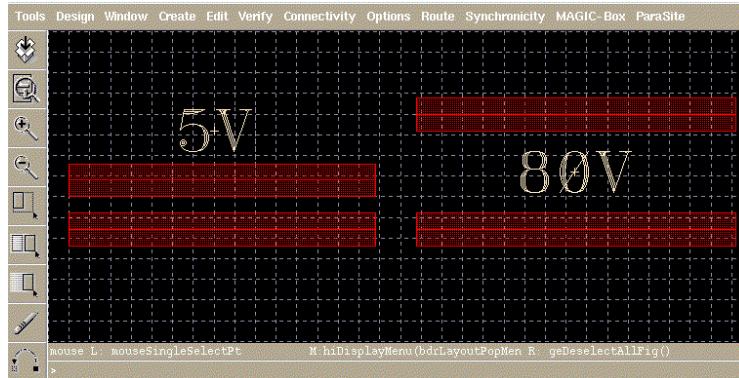 Tools Design Window Create Edit Verify Connectivity Options Route Synchronicity MAGIC-Box ParaSite
5V
80V
mouse L: mouseSingleSelectPt M:hiDisplayMenu(bdrLayoutPopMen R: geDeselectAllFig()
>